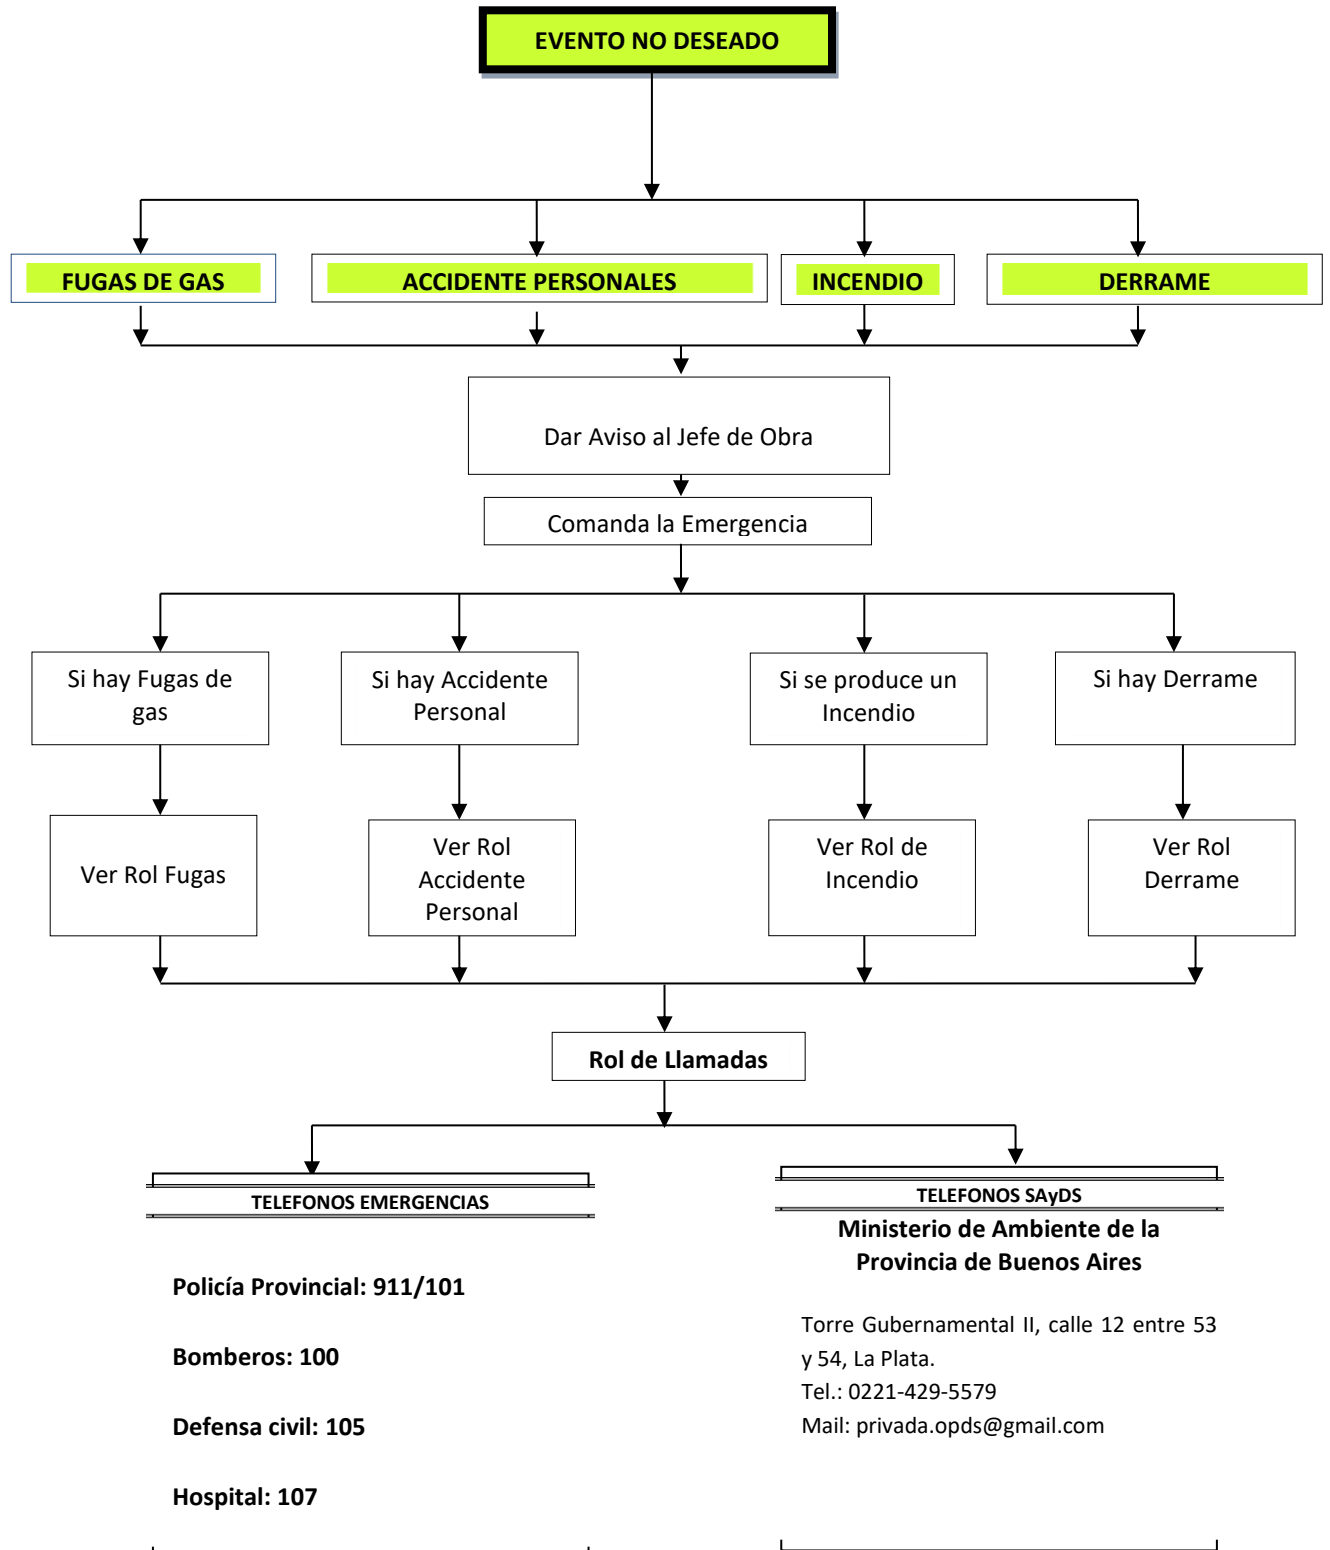 EVENTO NO DESEADO
FUGAS DE GAS
ACCIDENTE PERSONALES
INCENDIO
DERRAME
Dar Aviso al Jefe de Obra
Comanda la Emergencia
Si hay Fugas de
gas
Si hay Accidente
Personal
Si se produce un
Incendio
Si hay Derrame
Ver Rol Fugas
Ver Rol
Accidente
Personal
Ver Rol de
Incendio
Ver Rol
Derrame
Rol de Llamadas
TELEFONOS EMERGENCIAS
Policía Provincial: 911/101
Bomberos: 100
Defensa civil: 105
Hospital: 107
TELEFONOS SAyDS
Ministerio de Ambiente de la
Provincia de Buenos Aires
Torre Gubernamental II, calle 12 entre 53
y 54, La Plata.
Tel.: 0221-429-5579
Mail: privada.opds@gmail.com